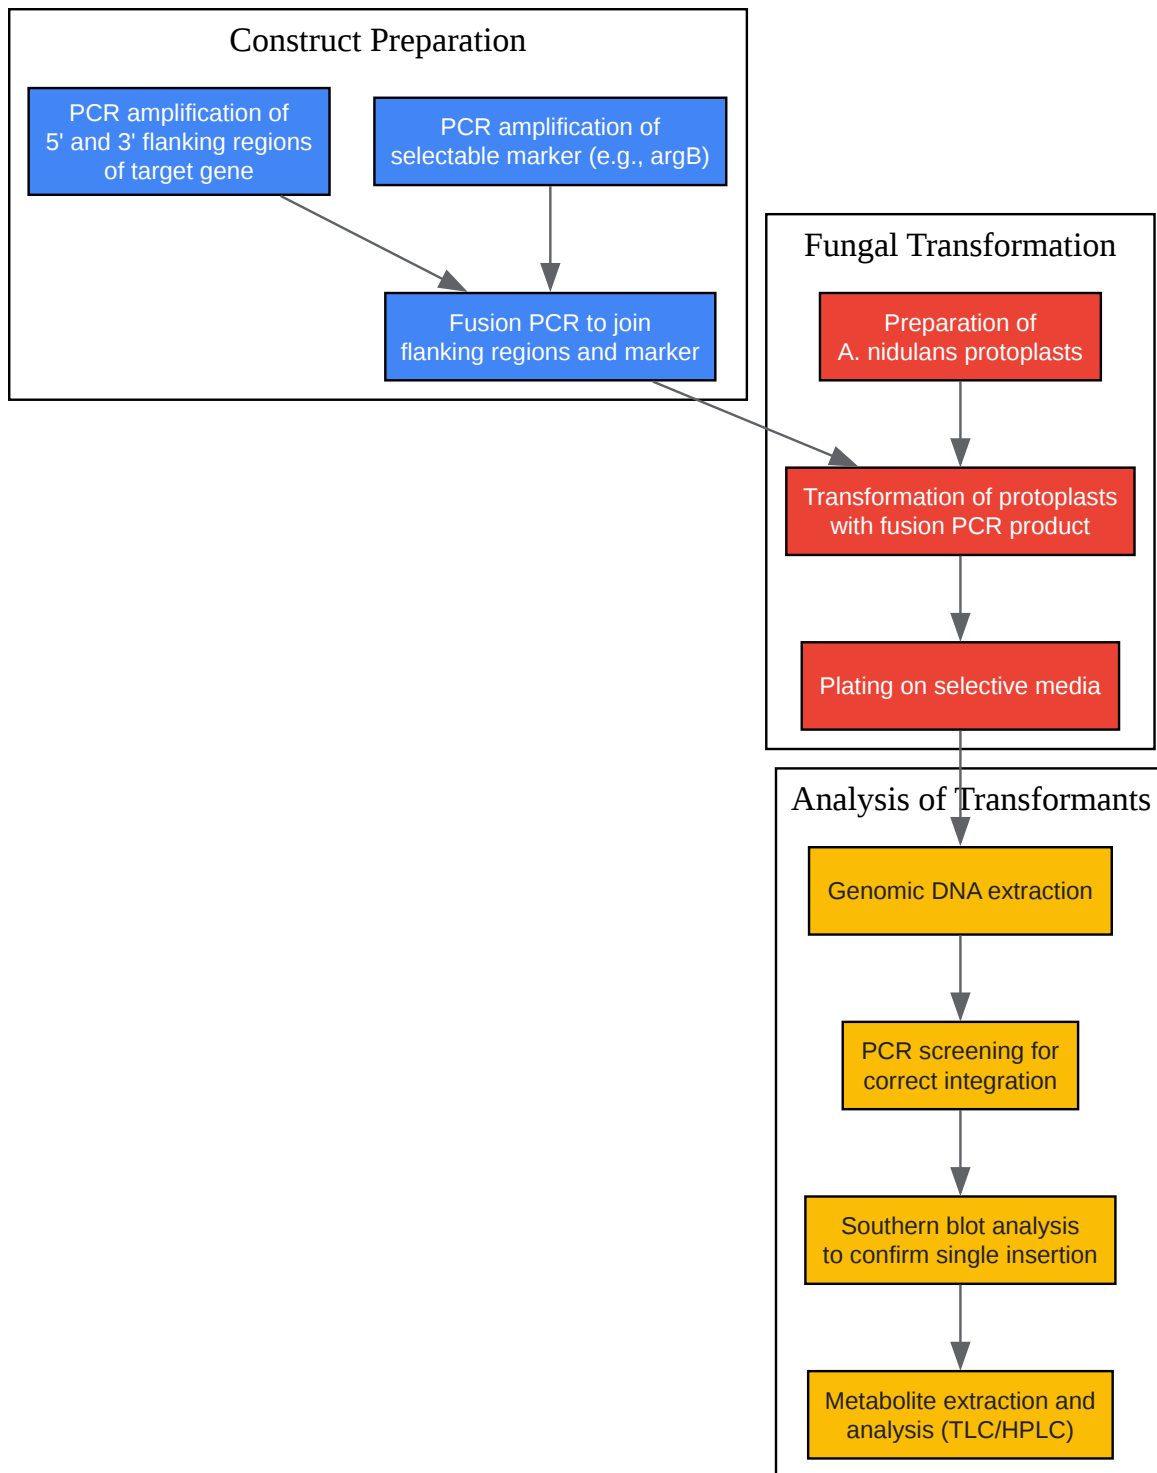 Construct Preparation
PCR amplification of
5' and 3' flanking regions
of target gene
PCR amplification of
selectable marker (e.g., argB)
Fusion PCR to join
flanking regions and marker
Fungal Transformation
Preparation of
A. nidulans protoplasts
Transformation of protoplasts
with fusion PCR product
Plating on selective media
Analysis of Transformants
Genomic DNA extraction
PCR screening for
correct integration
Southern blot analysis
to confirm single insertion
Metabolite extraction and
analysis (TLC/HPLC)